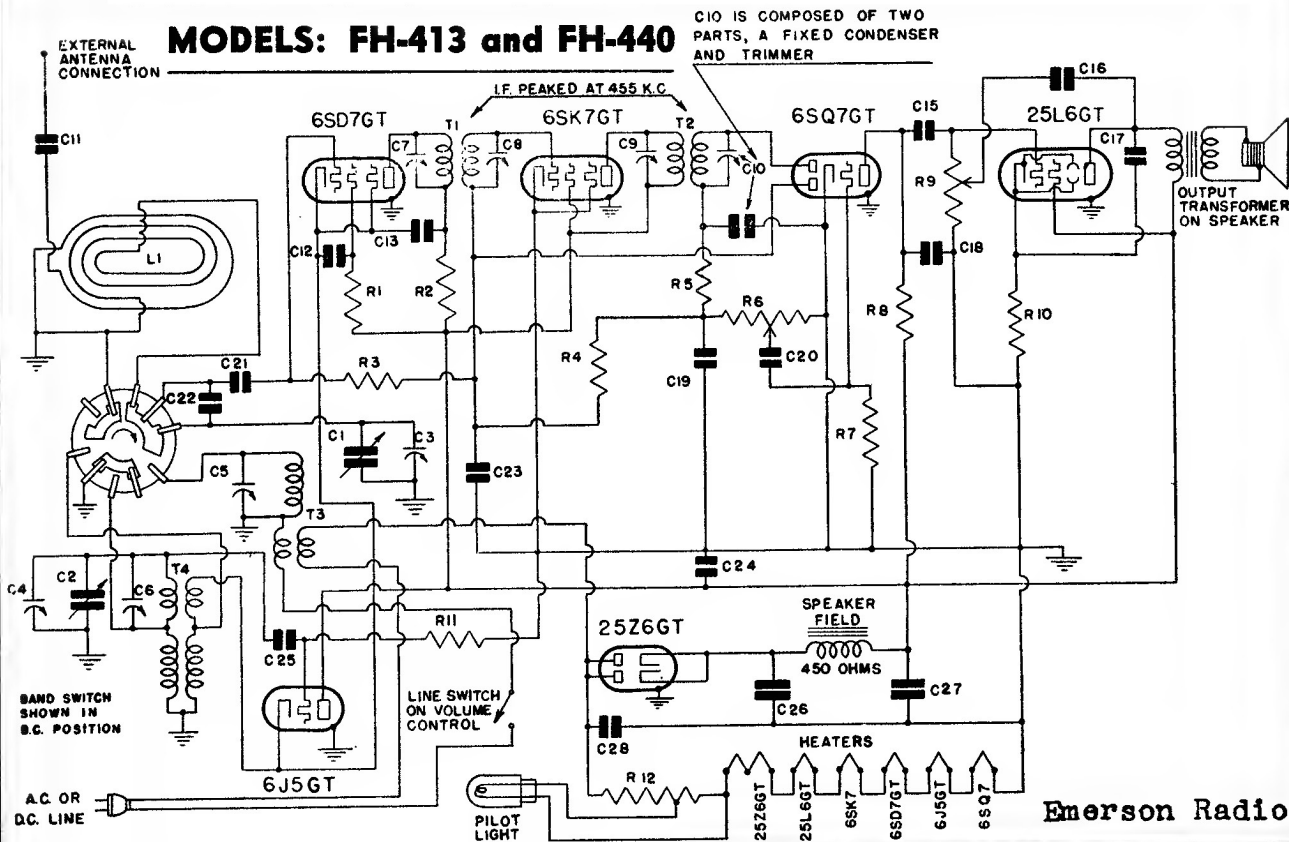 MODELS: FH-413 and FH-440
C10 IS COMPOSED OF TWO
PARTS, A FIXED CONDENSER
AND TRIMMER
EXTERNAL
ANTENNA
CONNECTION
I.F. PEAKED AT 455 K.C
6SD7GT
T1
6SK7GT
T2
6SQ7GT
C15
C16
25L6GT
C17
C11
C7
C8
C9
C10
R9
OUTPUT
TRANSFORMER
ON SPEAKER
L1
C12
C13
C18
R1
R2
R5
R6
R8
R10
C21
R3
R4
C19
C20
C22
C1
C3
R7
C5
C23
T3
C24
C4
C2
C6
T4
R11
SPEAKER
FIELD
25Z6GT
450 OHMS
C25
C26
C27
BAND SWITCH
SHOWN IN
B.C. POSITION
LINE SWITCH
ON VOLUME
CONTROL
C28
HEATERS
6J5GT
R12
A.C. OR
D.C. LINE
PILOT
LIGHT
25Z6GT
25L6GT
6SK7
6SD7GT
6J5GT
6SQ7
Emerson Radio